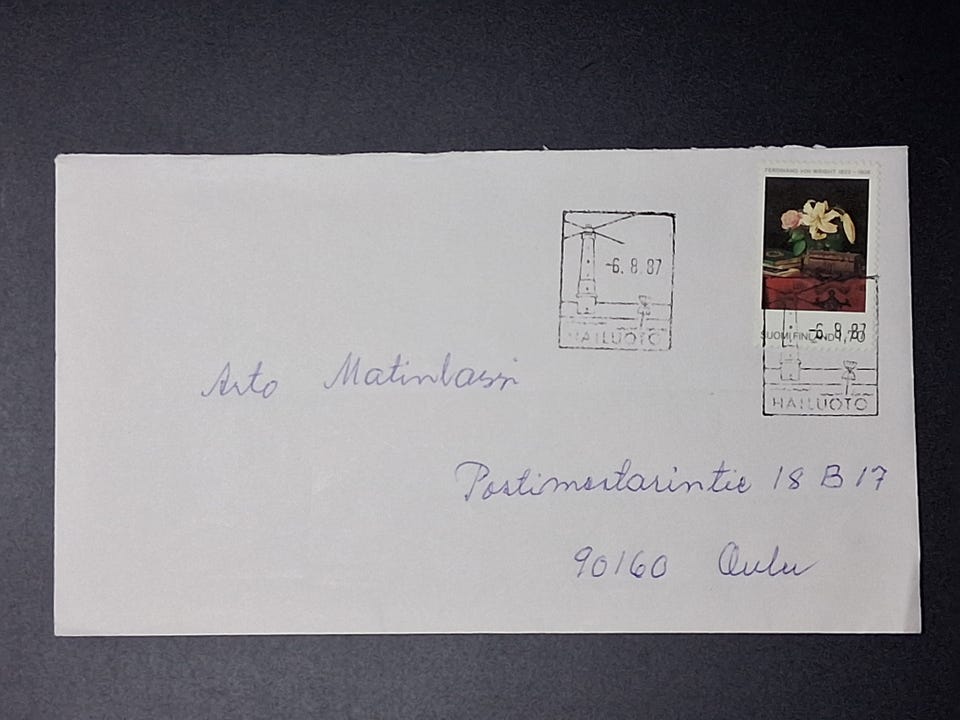 FERDINAND VON WRIGHT 1822-1906
-6.8.87
HAILUOTO
SUOMI FINLAND 1,70
-6.8.87
HAILUOTO
Arto Matinlassi
Postimestarintie 18 B 17
90160 Oulu